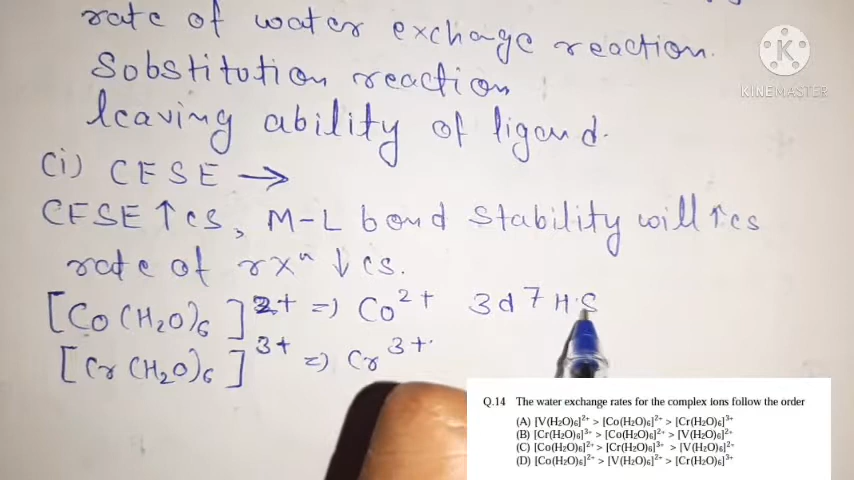 rate of water exchange reaction.
K
KINEMASTER
Sobstitution reaction
leaving ability of ligand.
(i) CFSE →
CFSE ↑es, M-L bond stability will ↑es
rate of rxⁿ ↓es.
[Co(H₂O)₆]²⁺ ⇒ Co²⁺ 3d⁷ H.S
[Cr(H₂O)₆]³⁺ ⇒ Cr³⁺
Q.14 The water exchange rates for the complex ions follow the order
(A) [V(H₂O)₆]²⁺ > [Co(H₂O)₆]²⁺ > [Cr(H₂O)₆]³⁺
(B) [Cr(H₂O)₆]³⁺ > [Co(H₂O)₆]²⁺ > [V(H₂O)₆]²⁺
(C) [Co(H₂O)₆]²⁺ > [Cr(H₂O)₆]³⁺ > [V(H₂O)₆]²⁺
(D) [Co(H₂O)₆]²⁺ > [V(H₂O)₆]²⁺ > [Cr(H₂O)₆]³⁺